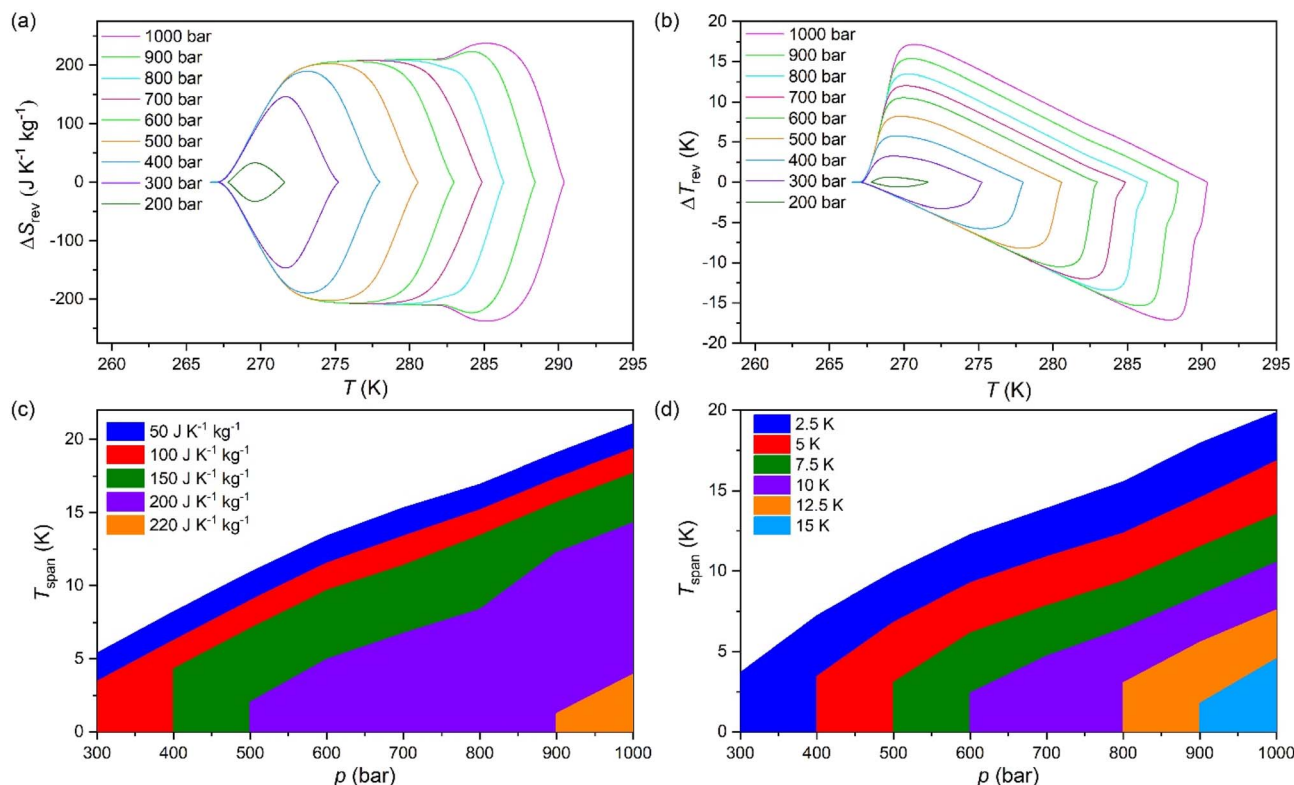 (a)
1000 bar
900 bar
800 bar
700 bar
600 bar
500 bar
400 bar
300 bar
200 bar
200
100
0
-100
-200
ΔSrev (J K⁻¹ kg⁻¹)
260 265 270 275 280 285 290 295
T (K)
(b)
1000 bar
900 bar
800 bar
700 bar
600 bar
500 bar
400 bar
300 bar
200 bar
20
15
10
5
0
-5
-10
-15
-20
ΔTrev (K)
260 265 270 275 280 285 290 295
T (K)
(c)
50 J K⁻¹ kg⁻¹
100 J K⁻¹ kg⁻¹
150 J K⁻¹ kg⁻¹
200 J K⁻¹ kg⁻¹
220 J K⁻¹ kg⁻¹
20
15
10
5
0
Tspan (K)
300 400 500 600 700 800 900 1000
p (bar)
(d)
2.5 K
5 K
7.5 K
10 K
12.5 K
15 K
20
15
10
5
0
Tspan (K)
300 400 500 600 700 800 900 1000
p (bar)